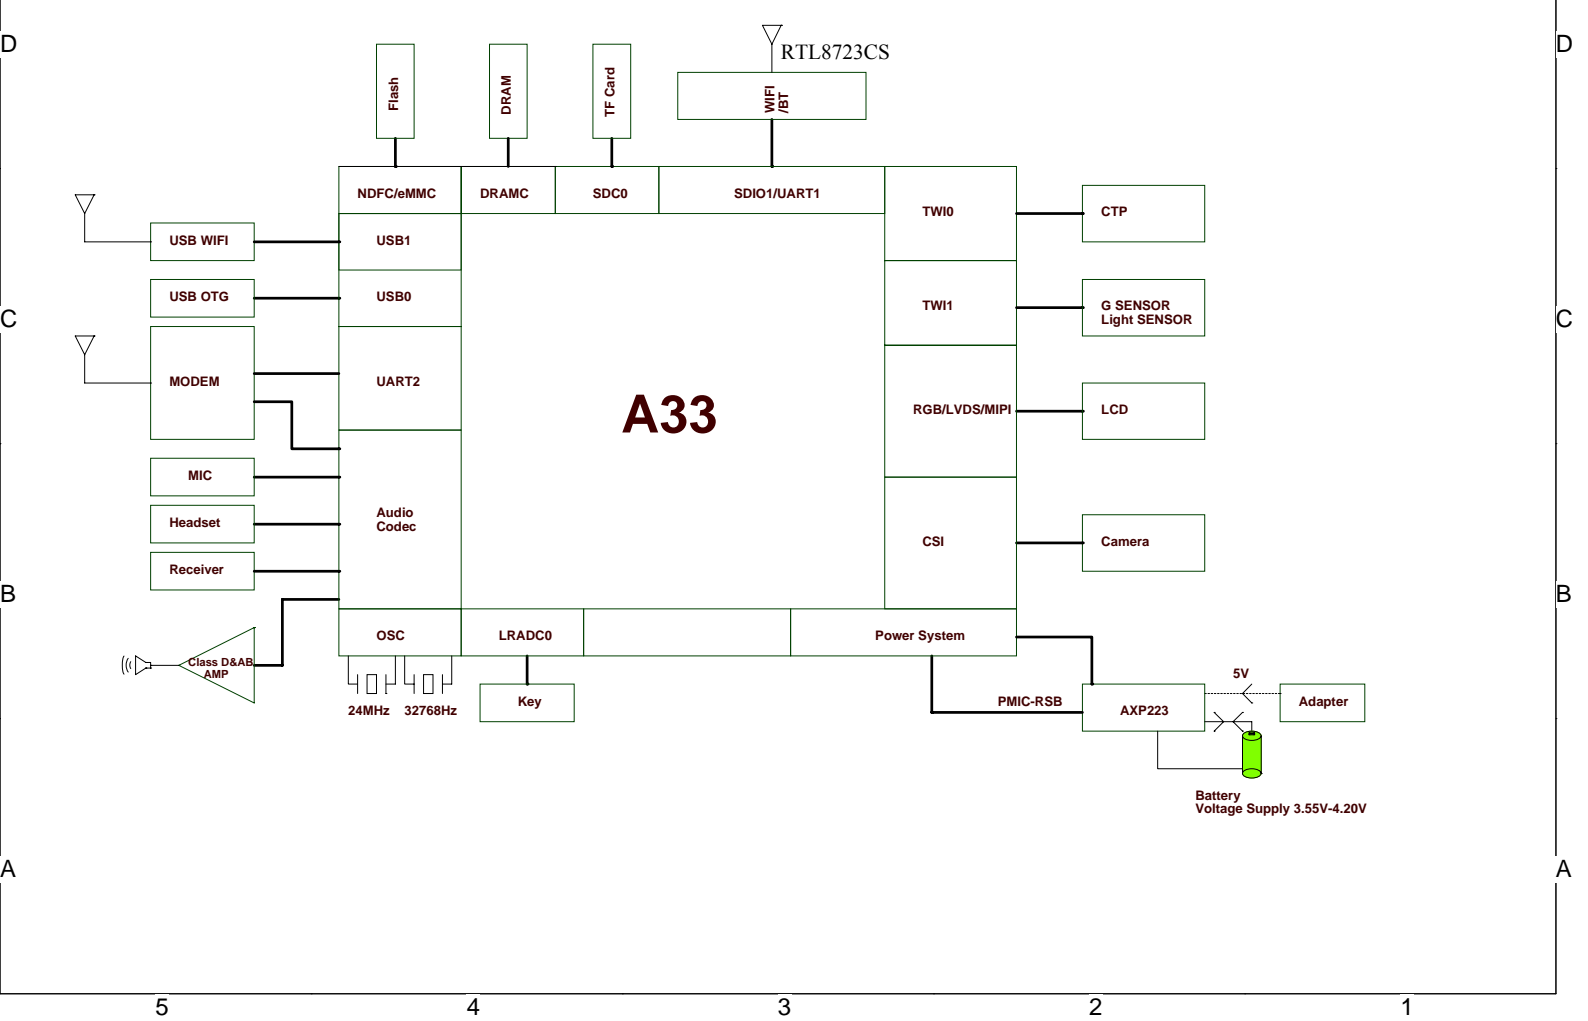 D
D
RTL8723CS
Flash
DRAM
TF Card
WIFI
/BT
NDFC/eMMC
DRAMC
SDC0
SDIO1/UART1
TWI0
CTP
USB WIFI
USB1
USB OTG
USB0
TWI1
G SENSOR
Light SENSOR
C
C
MODEM
UART2
A33
RGB/LVDS/MIPI
LCD
MIC
Headset
Audio
Codec
CSI
Camera
Receiver
B
B
Class D&AB
AMP
OSC
LRADC0
Power System
24MHz
32768Hz
Key
PMIC-RSB
AXP223
5V
Adapter
Battery
Voltage Supply 3.55V-4.20V
A
A
5
4
3
2
1